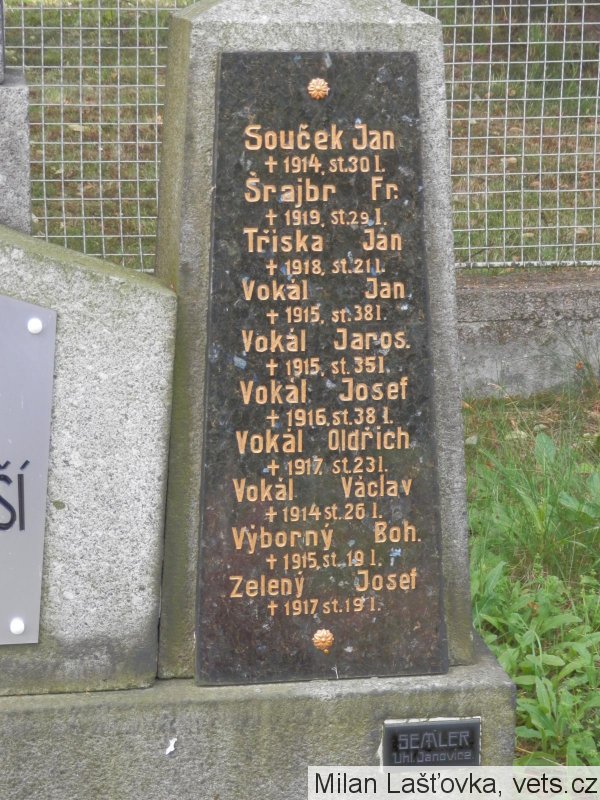 Souček Jan
+ 1914, st.30 l.
Šrajbr Fr.
+ 1919, st.29 l.
Třiska Jan
+ 1918, st.21 l.
Vokál Jan
+ 1915, st.38 l.
Vokál Jaros.
+ 1915, st.35 l.
Vokál Josef
+ 1916, st.38 l.
Vokál Oldřich
+ 1917, st.23 l.
Vokál Václav
+ 1914 st.26 l.
Výborný Boh.
+ 1915, st.19 l.
Zelený Josef
+ 1917 st.19 l.
ŠÍ
SEMLER
Uhl. Janovice
Milan Lašťovka, vets.cz